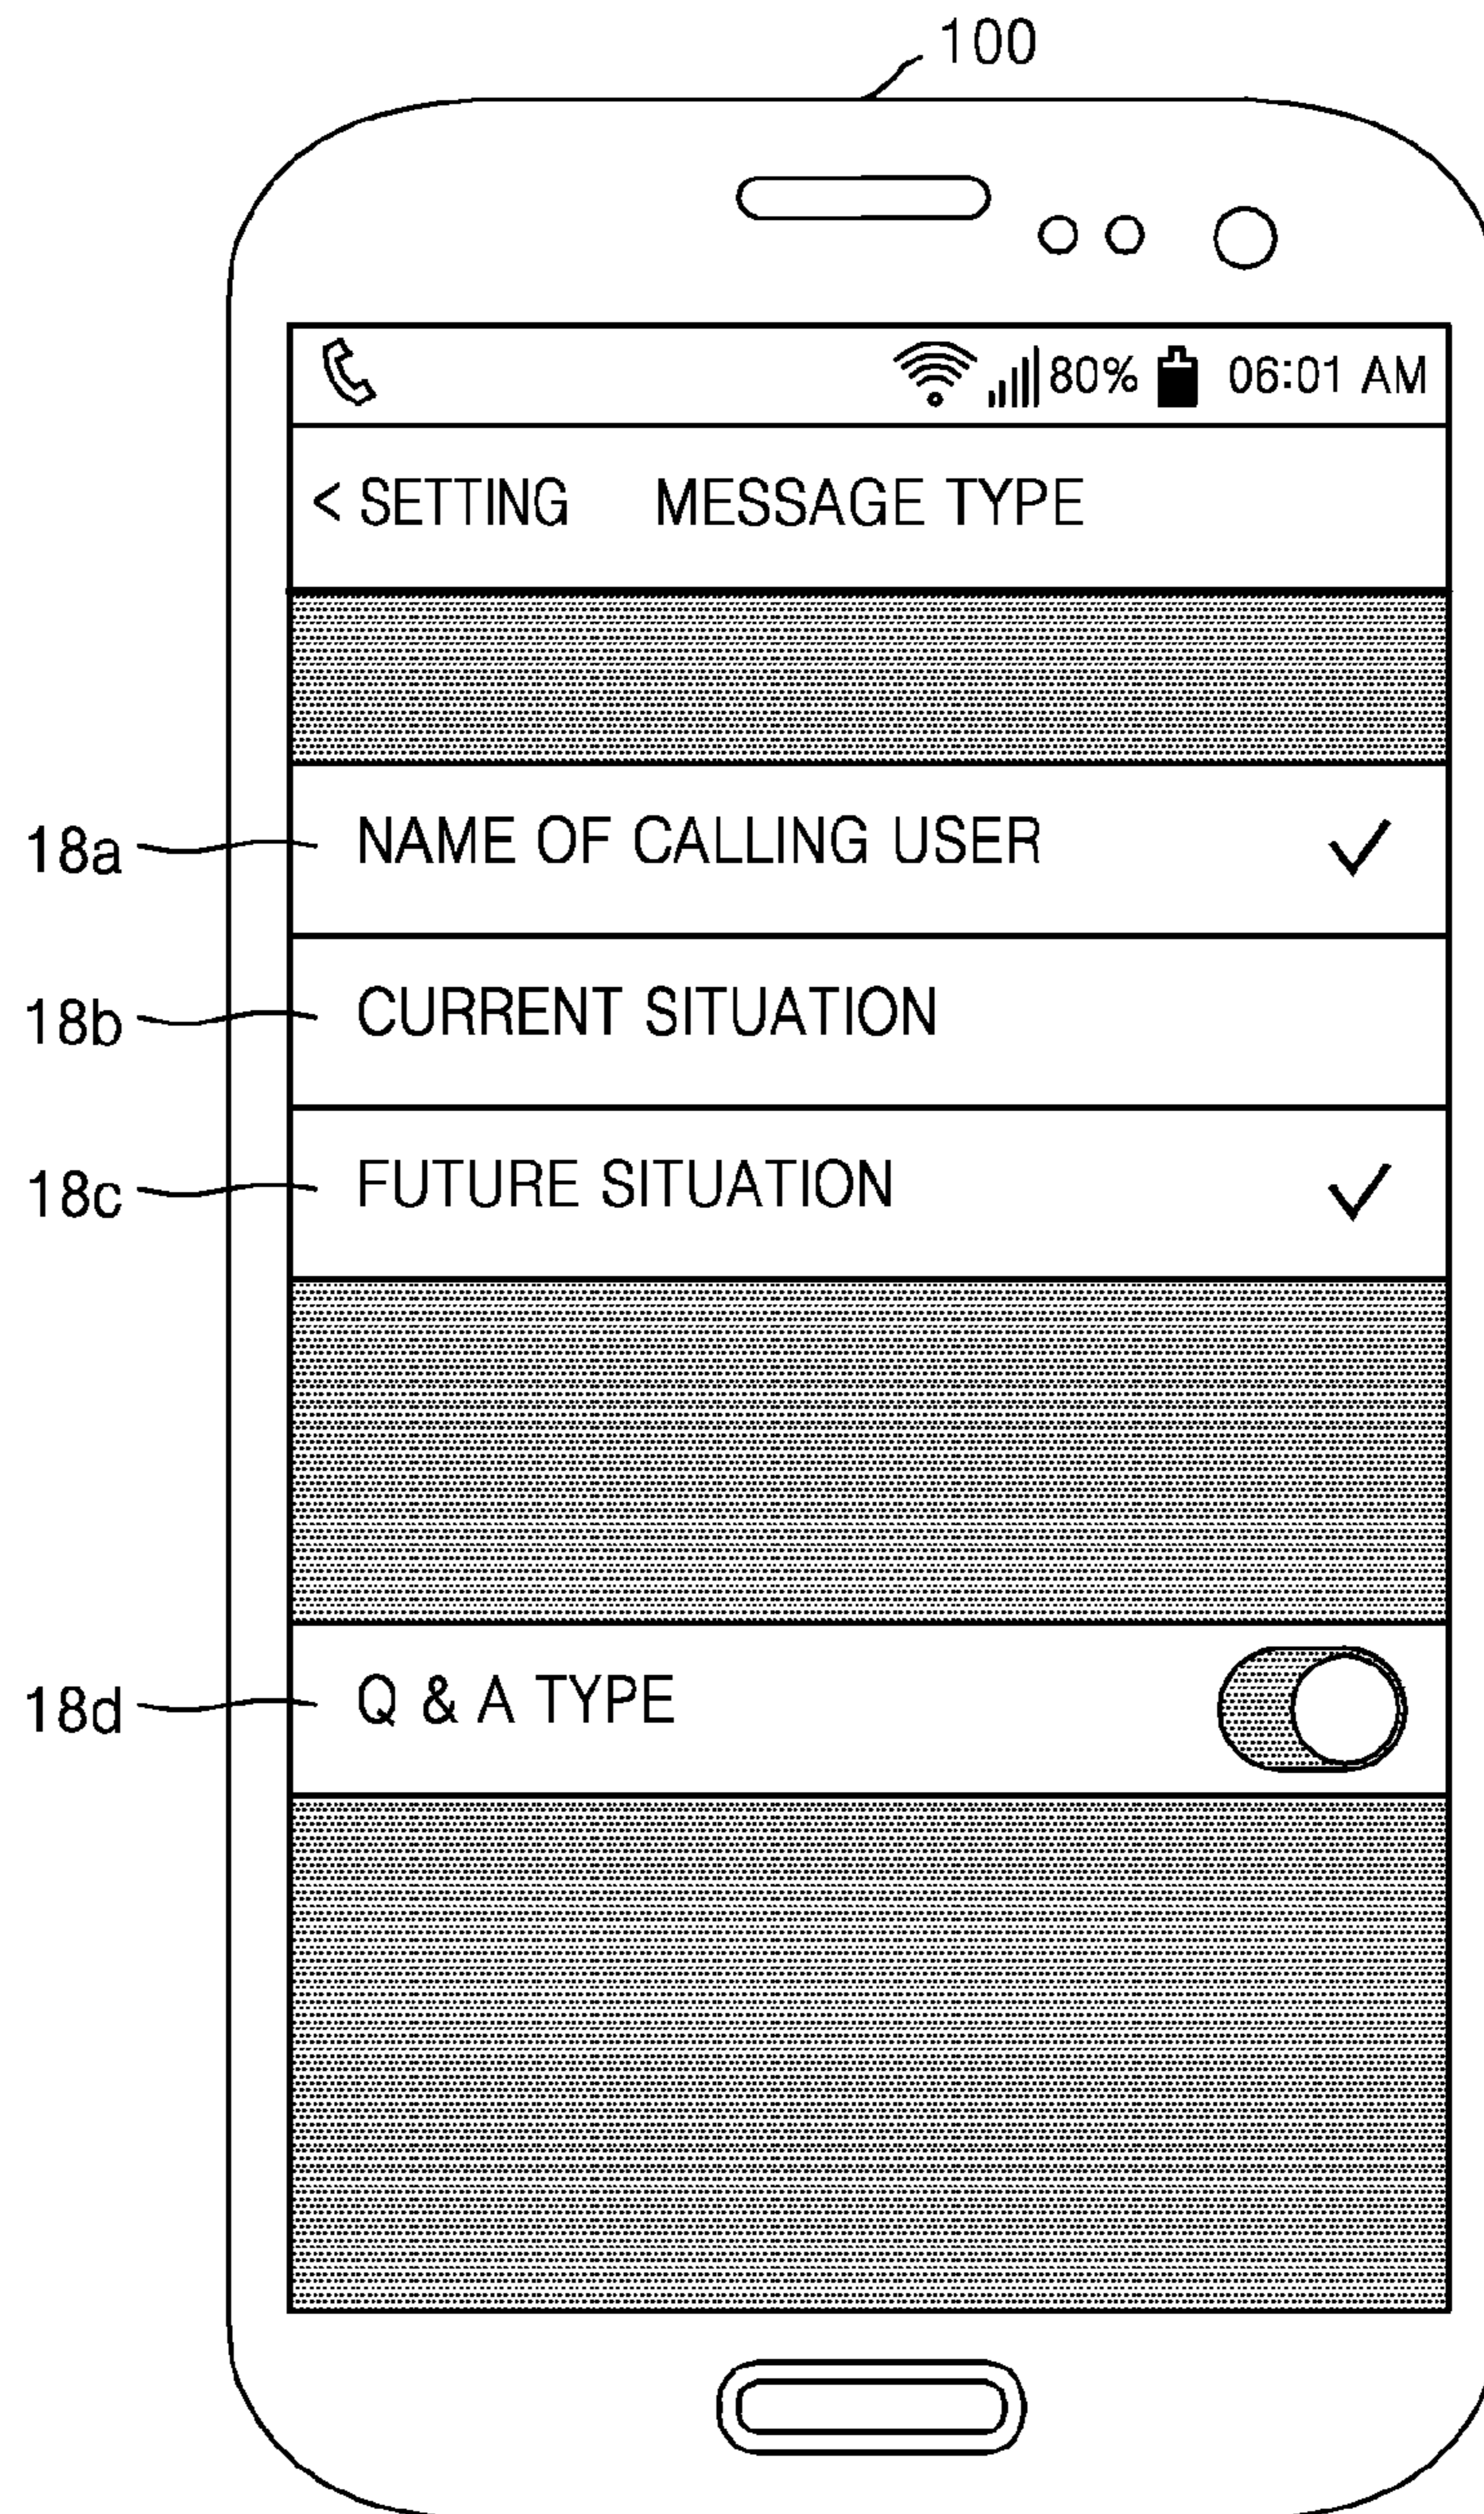 100
80% 06:01 AM
< SETTING MESSAGE TYPE
18a NAME OF CALLING USER
18b CURRENT SITUATION
18c FUTURE SITUATION
18d Q & A TYPE